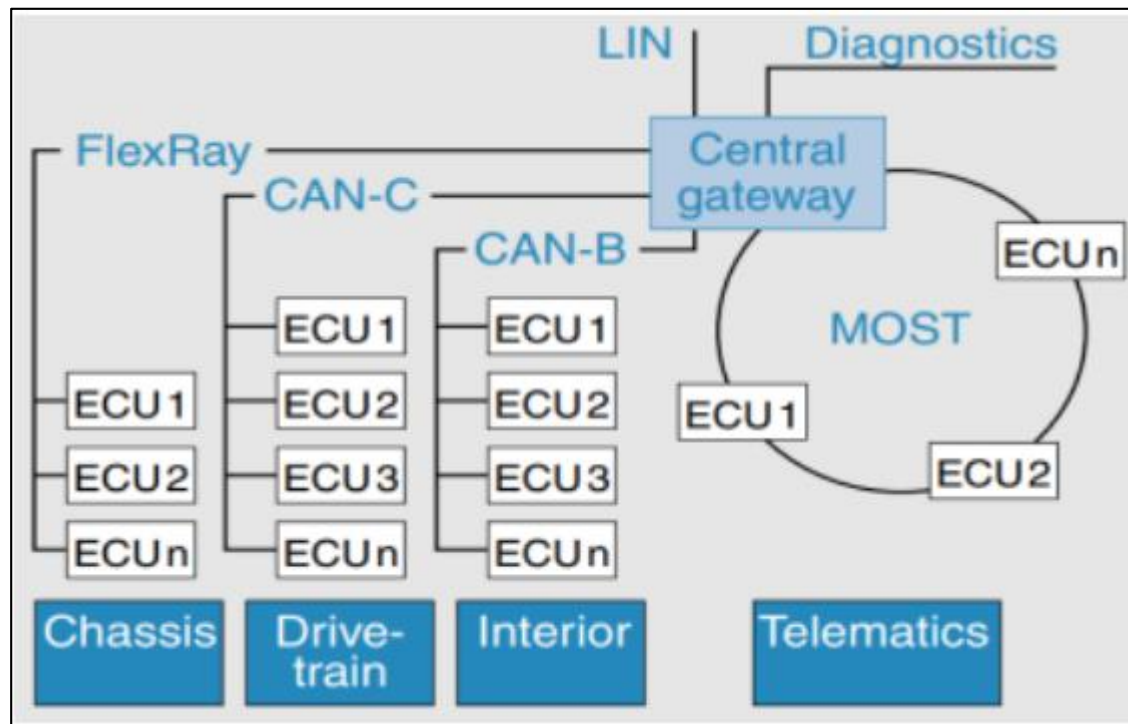 LIN
Diagnostics
FlexRay
Central
gateway
CAN-C
CAN-B
ECUn
MOST
ECU1
ECU2
ECU1
ECU2
ECUn
ECU1
ECU2
ECU3
ECUn
ECU1
ECU2
ECU3
ECUn
Chassis
Drive-
train
Interior
Telematics